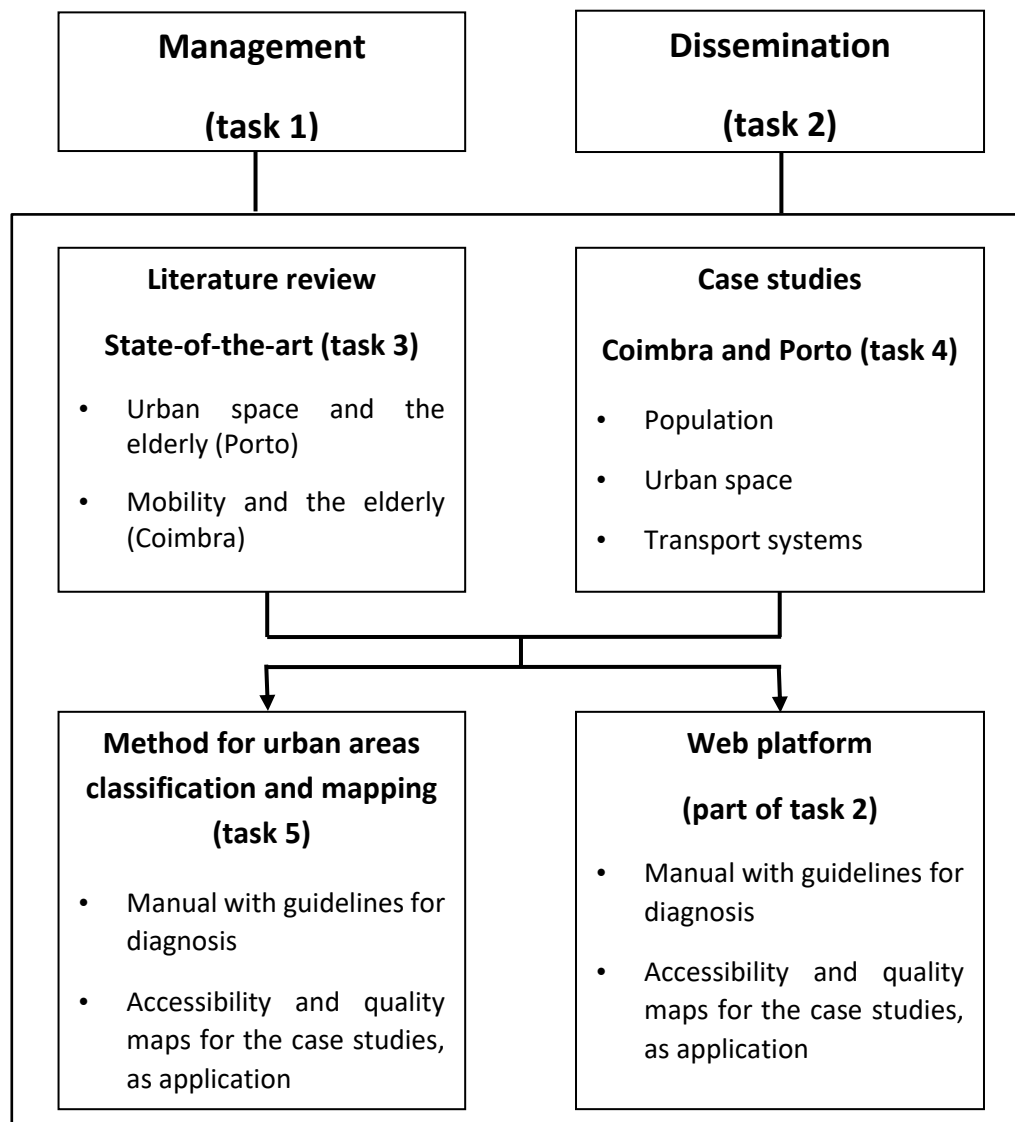 Management
(task 1)
Dissemination
(task 2)
Literature review
State-of-the-art (task 3)
• Urban space and the
elderly (Porto)
• Mobility and the elderly
(Coimbra)
Case studies
Coimbra and Porto (task 4)
• Population
• Urban space
• Transport systems
Method for urban areas
classification and mapping
(task 5)
• Manual with guidelines for
diagnosis
• Accessibility and quality
maps for the case studies,
as application
Web platform
(part of task 2)
• Manual with guidelines for
diagnosis
• Accessibility and quality
maps for the case studies,
as application